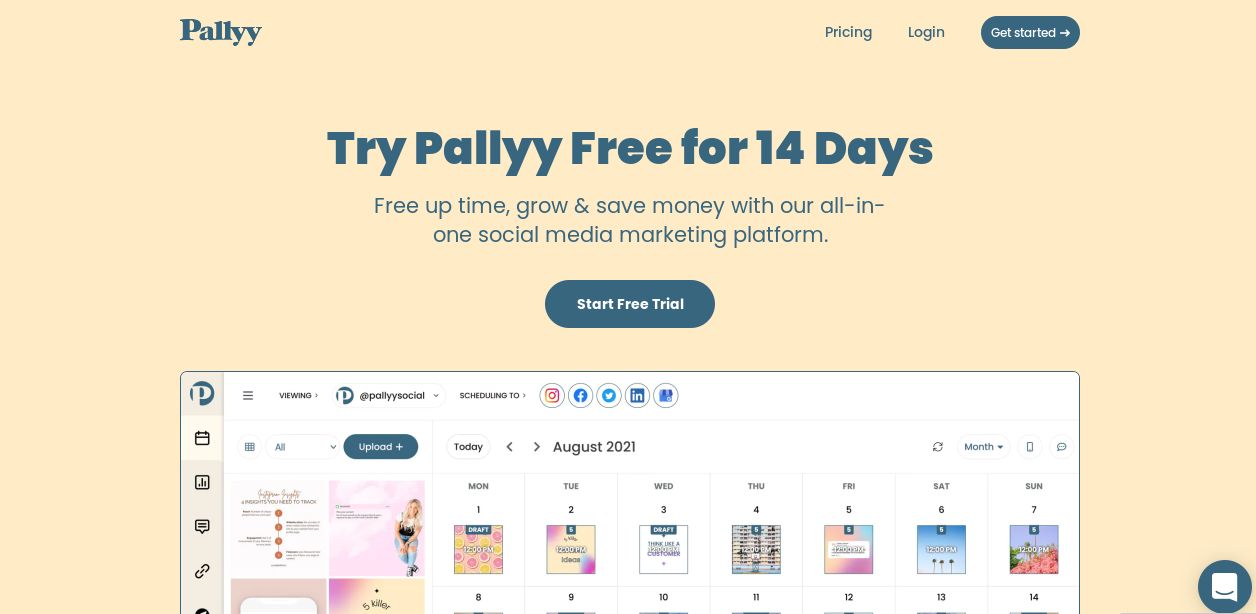 Pallyy
Pricing
Login
Get started →
Try Pallyy Free for 14 Days
Free up time, grow & save money with our all-in-
one social media marketing platform.
Start Free Trial
VIEWING >
@pallyysocial
SCHEDULING TO >
All
Upload +
Today
August 2021
Month
MON TUE WED THU FRI SAT SUN
1 2 3 4 5 6 7
DRAFT 5 DRAFT 5 5 5 5
12:00 PM 12:00 PM 12:00 PM 12:00 PM 12:00 PM 12:00 PM 12:00 PM
ideas
THINK LIKE A
CUSTOMER
Instagram Insights
4 INSIGHTS YOU NEED TO TRACK
5 killer
8 9 10 11 12 13 14